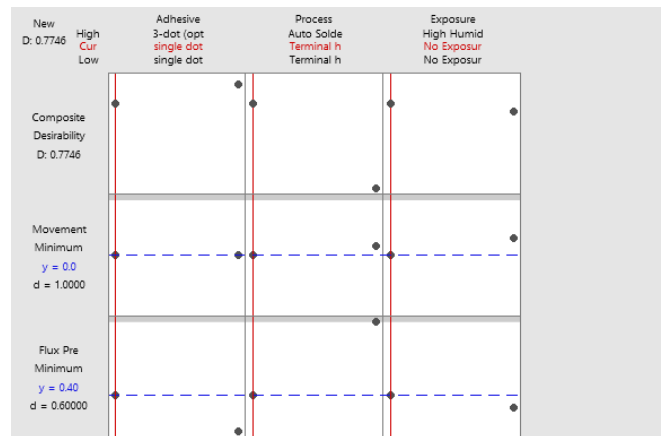 New
D: 0.7746
High
Cur
Low
Adhesive
3-dot (opt
single dot
single dot
Process
Auto Solde
Terminal h
Terminal h
Exposure
High Humid
No Exposur
No Exposur
Composite
Desirability
D: 0.7746
Movement
Minimum
y = 0.0
d = 1.0000
Flux Pre
Minimum
y = 0.40
d = 0.60000